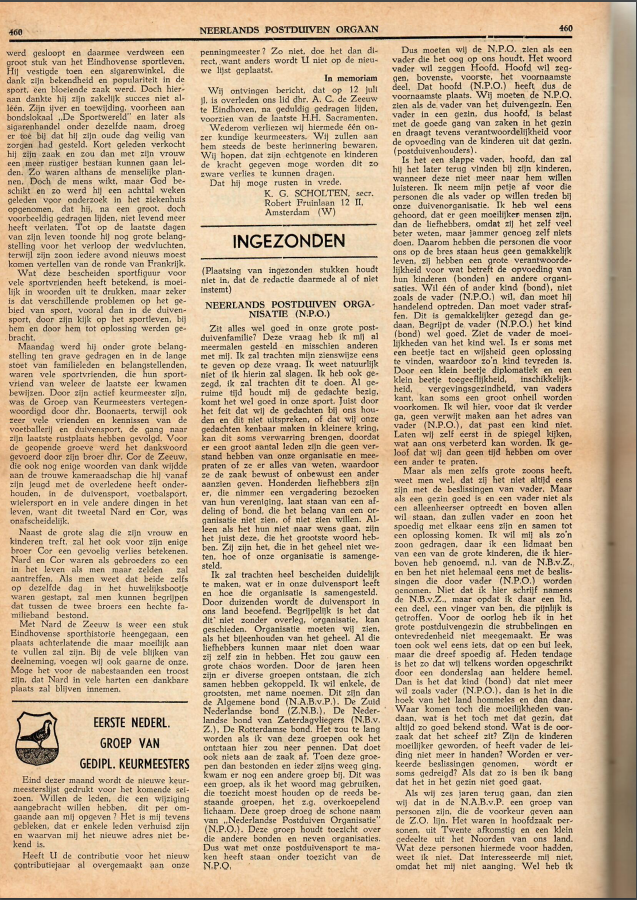 460
NEERLANDS POSTDUIVEN ORGAAN
460
werd gesloopt en daarmee verdween een
groot stuk van het Eindhovense sportleven.
Hij vestigde toen een sigarenwinkel, die
dank zijn bekendheid en populariteit in de
sport, een bloeiende zaak werd. Doch hier-
aan dankte hij zijn zakelijk succes niet al-
léén. Zijn ijver en toewijding, voorheen aan
bondslokaal „De Sportwereld" en later als
sigarenhandel onder dezelfde naam, droeg
er toe bij dat hij zijn oude dag veilig van
zorgen had gesteld. Kort geleden verkocht
hij zijn zaak en zou dan met zijn vrouw
een meer rustiger bestaan kunnen gaan lei-
den. Zo waren althans de menselijke plan-
nen. Doch de mens wikt, maar God be-
schikt en zo werd hij een achttal weken
geleden voor onderzoek in het ziekenhuis
opgenomen, dat hij, na een groot, doch
voorbeeldig gedragen lijden, niet levend meer
heeft verlaten. Tot op de laatste dagen
van zijn leven toonde hij nog grote belang-
stelling voor het verloop der wedvluchten,
terwijl zijn zoon iedere avond nieuws moest
komen vertellen van de ronde van Frankrijk.
Wat deze bescheiden sportfiguur voor
vele sportvrienden heeft betekend, is moei-
lijk in woorden uit te drukken, maar zeker
is dat verschillende problemen op het ge-
bied van sport, vooral dan in de duiven-
sport, door zijn kijk op het sportleven, bij
hem en door hem tot oplossing werden ge-
bracht.
Maandag werd hij onder grote belang-
stelling ten grave gedragen en in de lange
stoet van familieleden en belangstellenden,
waren vele sportvrienden, die hun sport-
vriend van weleer de laatste eer kwamen
bewijzen. Door zijn actief keurmeester zijn,
was de Groep van Keurmeesters vertegen-
woordigd door dhr. Boonaerts, terwijl ook
zeer vele vrienden en kennissen van de
voetballerij en duivensport, de gang naar
zijn laatste rustplaats hebben gevolgd. Voor
de geopende groeve werd het dankwoord
gevoerd door zijn broer dhr. Cor de Zeeuw,
die ook nog enige woorden van dank wijdde
aan de trouwe kameraadschap die hij vanaf
zijn jeugd met de overledene heeft onder-
houden, in de duivensport, voetbalsport,
wielersport en in vele andere dingen in het
leven, want dit tweetal Nard en Cor, was
onafscheidelijk.
Naast de grote slag die zijn vrouw en
kinderen treft, zal het ook voor zijn enige
broer Cor een gevoelig verlies betekenen.
Nard en Cor waren als gebroeders zo een
in het leven als men maar zelden zal
aantreffen. Als men weet dat beide zelfs
op dezelfde dag in het huwelijksbootje
waren gestapt, zal men kunnen begrijpen
dat tussen de twee broers een hechte fa-
milieband bestond.
Met Nard de Zeeuw is weer een stuk
Eindhovense sporthistorie heengegaan, een
plaats achterlatende die maar moeilijk aan
te vullen zal zijn. Bij de vele blijken van
deelneming, voegen wij ook gaarne de onze.
Moge het voor de nabestaanden een troost
zijn, dat Nard in vele harten een dankbare
plaats zal blijven innemen.
EERSTE NEDERL.
GROEP VAN
GEDIPL. KEURMEESTERS
Eind dezer maand wordt de nieuwe keur-
meesterslijst gedrukt voor het komende sei-
zoen. Willen de leden, die een wijziging
aangebracht willen hebben, dit per om-
gaande aan mij opgeven? Het is mij tevens
gebleken, dat er enkele leden verhuisd zijn
en waarvan mij het nieuwe adres niet be-
kend is.
Heeft U de contributie voor het nieuwe
contributiejaar al overgemaakt aan onze
penningmeester? Zo niet, doe het dan di-
rect, want anders wordt U niet op de nieu-
we lijst geplaatst.
In memoriam
Wij ontvingen bericht, dat op 12 juli
jl. is overleden ons lid dhr. A. C. de Zeeuw
te Eindhoven, na geduldig gedragen lijden,
voorzien van de laatste H.H. Sacramenten.
Wederom verliezen wij hiermede één on-
zer kundige keurmeesters. Wij zullen aan
hem steeds de beste herinnering bewaren.
Wij hopen, dat zijn echtgenote en kinderen
de kracht gegeven moge worden dit zo
zware verlies te kunnen dragen.
Dat hij moge rusten in vrede.
K. G. SCHOLTEN, secr.
Robert Fruinlaan 12 II,
Amsterdam (W)
INGEZONDEN
(Plaatsing van ingezonden stukken houdt
niet in, dat de redactie daarmede al of niet
instemt)
NEERLANDS POSTDUIVEN ORGA-
NISATIE (N.P.O.)
Zit alles wel goed in onze grote post-
duivenfamilie? Deze vraag heb ik mij al
meermalen gesteld en misschien anderen
met mij. Ik zal trachten mijn zienswijze eens
te geven op deze vraag. Ik weet natuurlijk
niet of ik hierin zal slagen. Ik heb ook ge-
zegd, ik zal trachten dit te doen. Al ge-
ruime tijd houdt mij de gedachte bezig,
komt het wel goed in onze sport. Juist door
het feit dat wij de gedachten bij ons hou-
den en dit niet uitspreken, of dat wij onze
gedachten kenbaar maken in kleinere kring,
kan dit soms verwarring brengen, doordat
er een groot aantal leden zijn die geen ver-
stand hebben van onze organisatie en mee-
praten of ze er alles van weten, waardoor
ze de zaak bewust of onbewust een ander
aanzien geven. Honderden liefhebbers zijn
er, die nimmer een vergadering bezoeken
van hun vereniging, laat staan van een af-
deling of bond, die het belang van een or-
ganisatie niet zien, of niet zien willen. Al-
leen als het hun niet naar wens gaat, zijn
het juist deze, die het grootste woord heb-
ben. Zij zijn het, die in het geheel niet we-
ten, hoe of onze organisatie is samenge-
steld.
Ik zal trachten heel bescheiden duidelijk
te maken, wat er in onze duivensport leeft
en hoe die organisatie is samengesteld.
Door duizenden wordt de duivensport in
ons land beoefend. Begrijpelijk is het dat
dit niet zonder overleg, organisatie, kan
geschieden. Organisatie moeten wij zien,
als het bijeenhouden van het geheel. Al die
liefhebbers kunnen maar niet doen waar
zij zelf zin in hebben. Het zou gauw een
grote chaos worden. Door de jaren heen
zijn er diverse groepen ontstaan, die zich
samen hebben gekoppeld. Ik wil enkele, de
grootsten, met name noemen. Dit zijn dan
de Algemene bond (N.A.B.v.P.), De Zuid
Nederlandse bond (Z.N.B.), De Neder-
landse bond van Zaterdagvliegers (N.B.v.
Z.), De Rotterdamse bond. Het zou te lang
worden als ik van deze groepen ook het
ontstaan hier zou neer pennen. Dat doet
ook niets aan de zaak af. Toen deze groe-
pen dan bestonden en ieder zijns weeg ging,
kwam er nog een andere groep bij. Dit was
een groep, als ik het woord mag gebruiken,
die toezicht moest houden op de reeds be-
staande groepen, het z.g. overkoepelend
lichaam. Deze groep droeg de schone naam
van „Nederlandse Postduiven Organisatie"
(N.P.O.). Deze groep houdt toezicht over
die andere bonden en neven organisaties.
Dus wat met onze postduivensport te ma-
ken heeft staan onder toezicht van de
N.P.O.
Dus moeten wij de N.P.O. zien als een
vader die het oog op ons houdt. Het woord
vader wil zeggen Hoofd. Hoofd wil zeg-
gen, bovenste, voorste, het voornaamste
deel. Dat hoofd (N.P.O.) heeft dus de
voornaamste plaats. Wij moeten de N.P.O.
zien als de vader van het duivengezin. Een
vader in een gezin, dus hoofd, is belast
met de goede gang van zaken in het gezin
en draagt tevens verantwoordelijkheid voor
de opvoeding van de kinderen uit dat gezin.
(postduivenhouders).
Is het een slappe vader, hoofd, dan zal
hij het later terug vinden bij zijn kinderen,
wanneer deze niet meer naar hem willen
luisteren. Ik neem mijn petje af voor die
personen die als vader op willen treden bij
onze duivenorganisatie. Ik heb wel eens
gehoord, dat er geen moeilijker mensen zijn,
dan de liefhebbers, omdat zij het zelf veel
beter weten, maar jammer genoeg zelf niets
doen. Daarom hebben die personen die voor
ons op de bres staan heus geen gemakkelijk
leven, zij hebben een grote verantwoorde-
lijkheid voor wat betreft de opvoeding van
hun kinderen (bonden) en andere organi-
saties. Wil één of ander kind (bond), niet
zoals de vader (N.P.O.) wil, dan moet hij
handelend optreden. Dan moet vader straf-
fen. Dit is gemakkelijker gezegd dan ge-
daan. Begrijpt de vader (N.P.O.) het kind
(bond) wel goed. Ziet de vader de moei-
lijkheden van het kind wel. Is er soms met
een beetje tact en wijsheid geen oplossing
te vinden, waardoor zo'n kind tevreden is.
Door een klein beetje diplomatiek en een
klein beetje toegeeflijkheid, inschikkelijk-
heid, vergevingsgezindheid, van vaders
kant, kan soms een groot onheil worden
voorkomen. Ik wil hier, voor dat ik verder
ga, geen verwijt maken aan het adres van
vader (N.P.O.), dat past een kind niet.
Laten wij zelf eerst in de spiegel kijken,
wat aan ons verbetert kan worden. Ik ge-
loof dat wij dan geen tijd hebben om over
een ander te praten.
Maar als men zelfs grote zoons heeft,
weet men wel, dat zij het niet altijd eens
zijn met de beslissingen van vader. Maar
als een gezin goed is en een vader niet als
een alleenheerser optreedt en boven allen
wil staan, dan zullen vader en zoon het
spoedig met elkaar eens zijn en samen tot
een oplossing komen. Ik wil mij als zo'n
zoon gedragen, daar ik een lidmaat ben
van een van de grote kinderen, die ik hier-
boven heb genoemd, n.l. van de N.B.v.Z.
en ben het niet helemaal eens met de beslis-
singen die door vader (N.P.O.) worden
genomen. Niet dat ik hier schrijf namens
de N.B.v.Z., maar opdat ik daar een lid,
een deel, een vinger van ben, die pijnlijk is
getroffen. Voor de oorlog heb ik in het
grote postduivengezin de strubbelingen en
ontevredenheid niet meegemaakt. Er was
toen ook wel eens iets, dat op een buil leek,
maar die dreef spoedig af. Heden tendage
is het zo dat wij telkens worden opgeschrikt
door een donderslag aan heldere hemel.
Dan is het dat kind (bond) dat niet meer
wil zoals vader (N.P.O.), dan is het in die
hoek van het land hommeles en dan daar.
Waar komen toch die moeilijkheden van-
daan, wat is het toch met dat gezin, dat
altijd zo goed bekend stond. Wat is de oor-
zaak dat het scheef zit? Zijn de kinderen
moeilijker geworden, of heeft vader de lei-
ding niet meer in handen? Worden er ver-
keerde beslissingen genomen, wordt er
soms gedreigd? Als dat zo is ben ik bang
dat het in het gezin niet goed gaat.
Als wij zes jaren terug gaan, dan zien
wij dat in de N.A.B.v.P. een groep van
personen zijn, die de voorkeur geven aan
de Z.O. lijn. Het waren in hoofdzaak per-
sonen, uit Twente afkomstig en een klein
gedeelte uit het Noorden van ons land.
Wat deze personen hiermede voor hadden,
weet ik niet. Dat interesseerde mij niet,
omdat het mij niet aanging. Wel heb ik